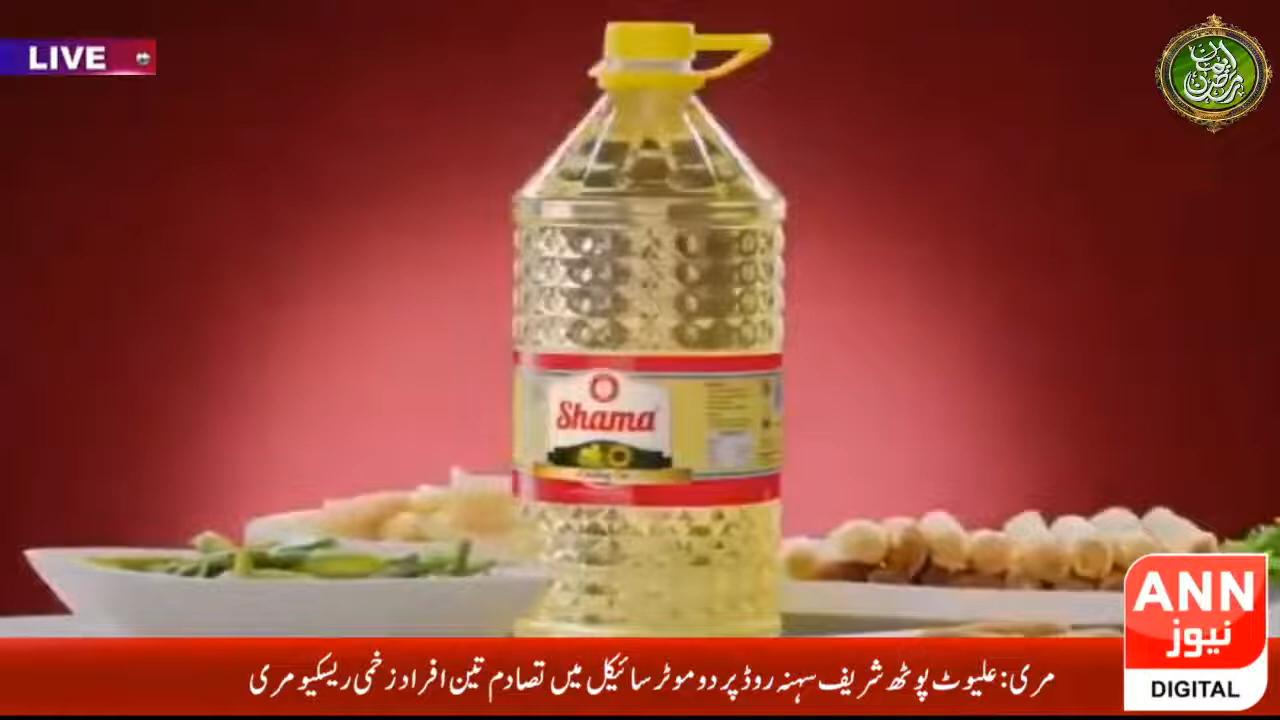 LIVE
رمضان
Shama
ANN
نیوز
DIGITAL
مری: علیوٹ پوٹھ شریف سہنہ روڈ پر دو موٹر سائیکل میں تصادم تین افراد زخمی ریسکیو مری